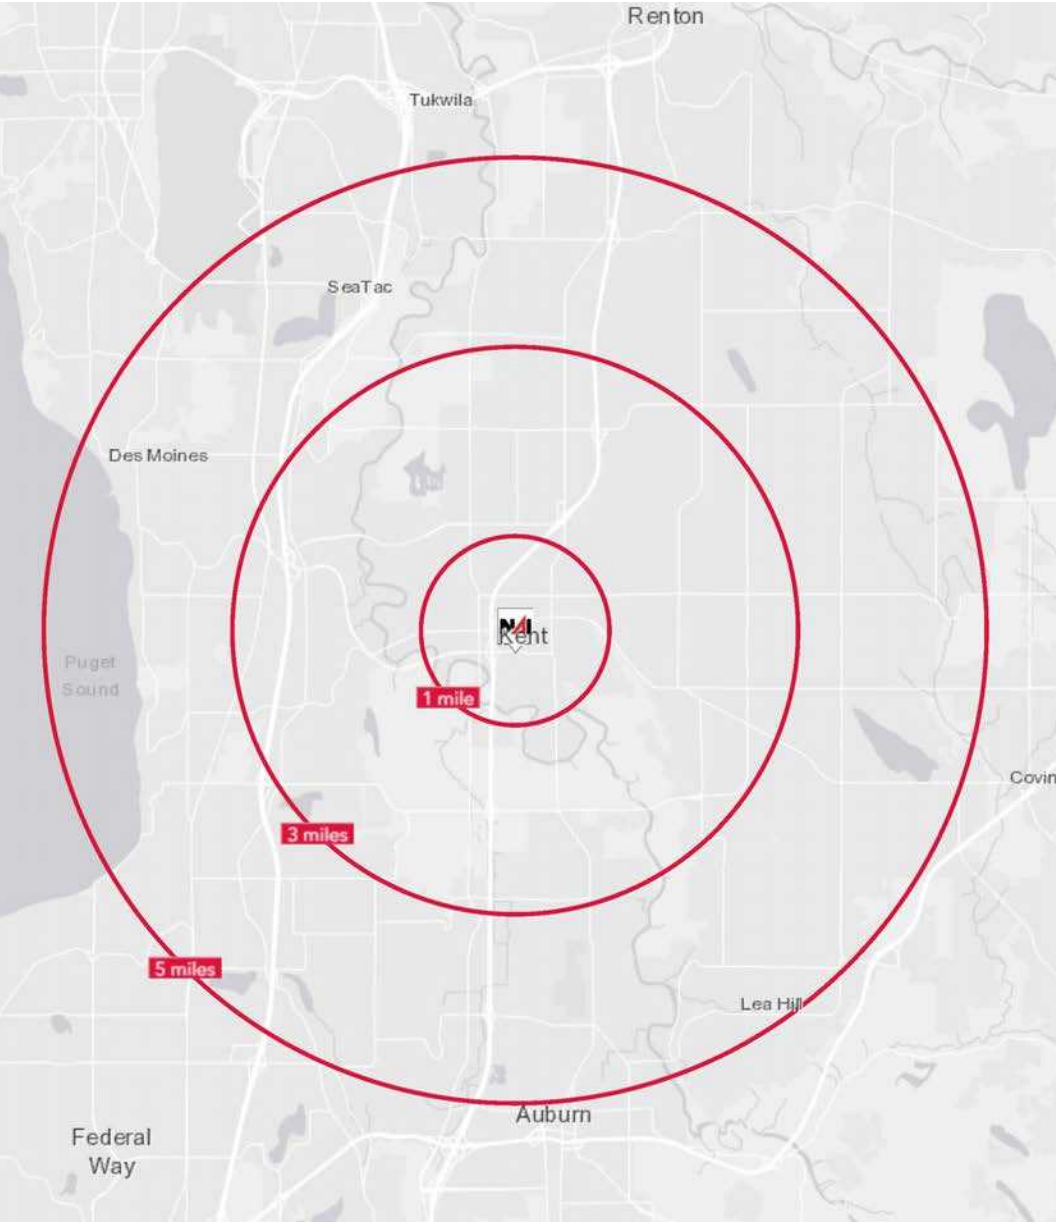 Renton
Tukwila
SeaTac
Des Moines
NAI
Kent
Puget
Sound
1 mile
Covin
3 miles
5 miles
Lea Hill
Auburn
Federal
Way